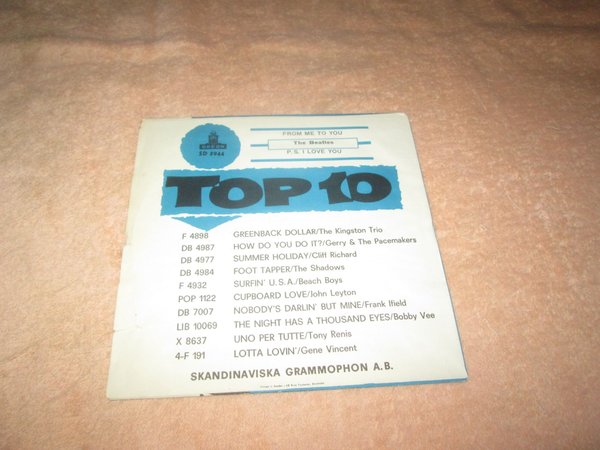 ODEON
SD 5944
FROM ME TO YOU
The Beatles
P.S. I LOVE YOU
TOP 10
F 4898 GREENBACK DOLLAR/The Kingston Trio
DB 4987 HOW DO YOU DO IT?/Gerry & The Pacemakers
DB 4977 SUMMER HOLIDAY/Cliff Richard
DB 4984 FOOT TAPPER/The Shadows
F 4932 SURFIN' U.S.A./Beach Boys
POP 1122 CUPBOARD LOVE/John Leyton
DB 7007 NOBODY'S DARLIN' BUT MINE/Frank Ifield
LIB 10069 THE NIGHT HAS A THOUSAND EYES/Bobby Vee
X 8637 UNO PER TUTTE/Tony Renis
4-F 191 LOTTA LOVIN'/Gene Vincent
SKANDINAVISKA GRAMMOPHON A.B.